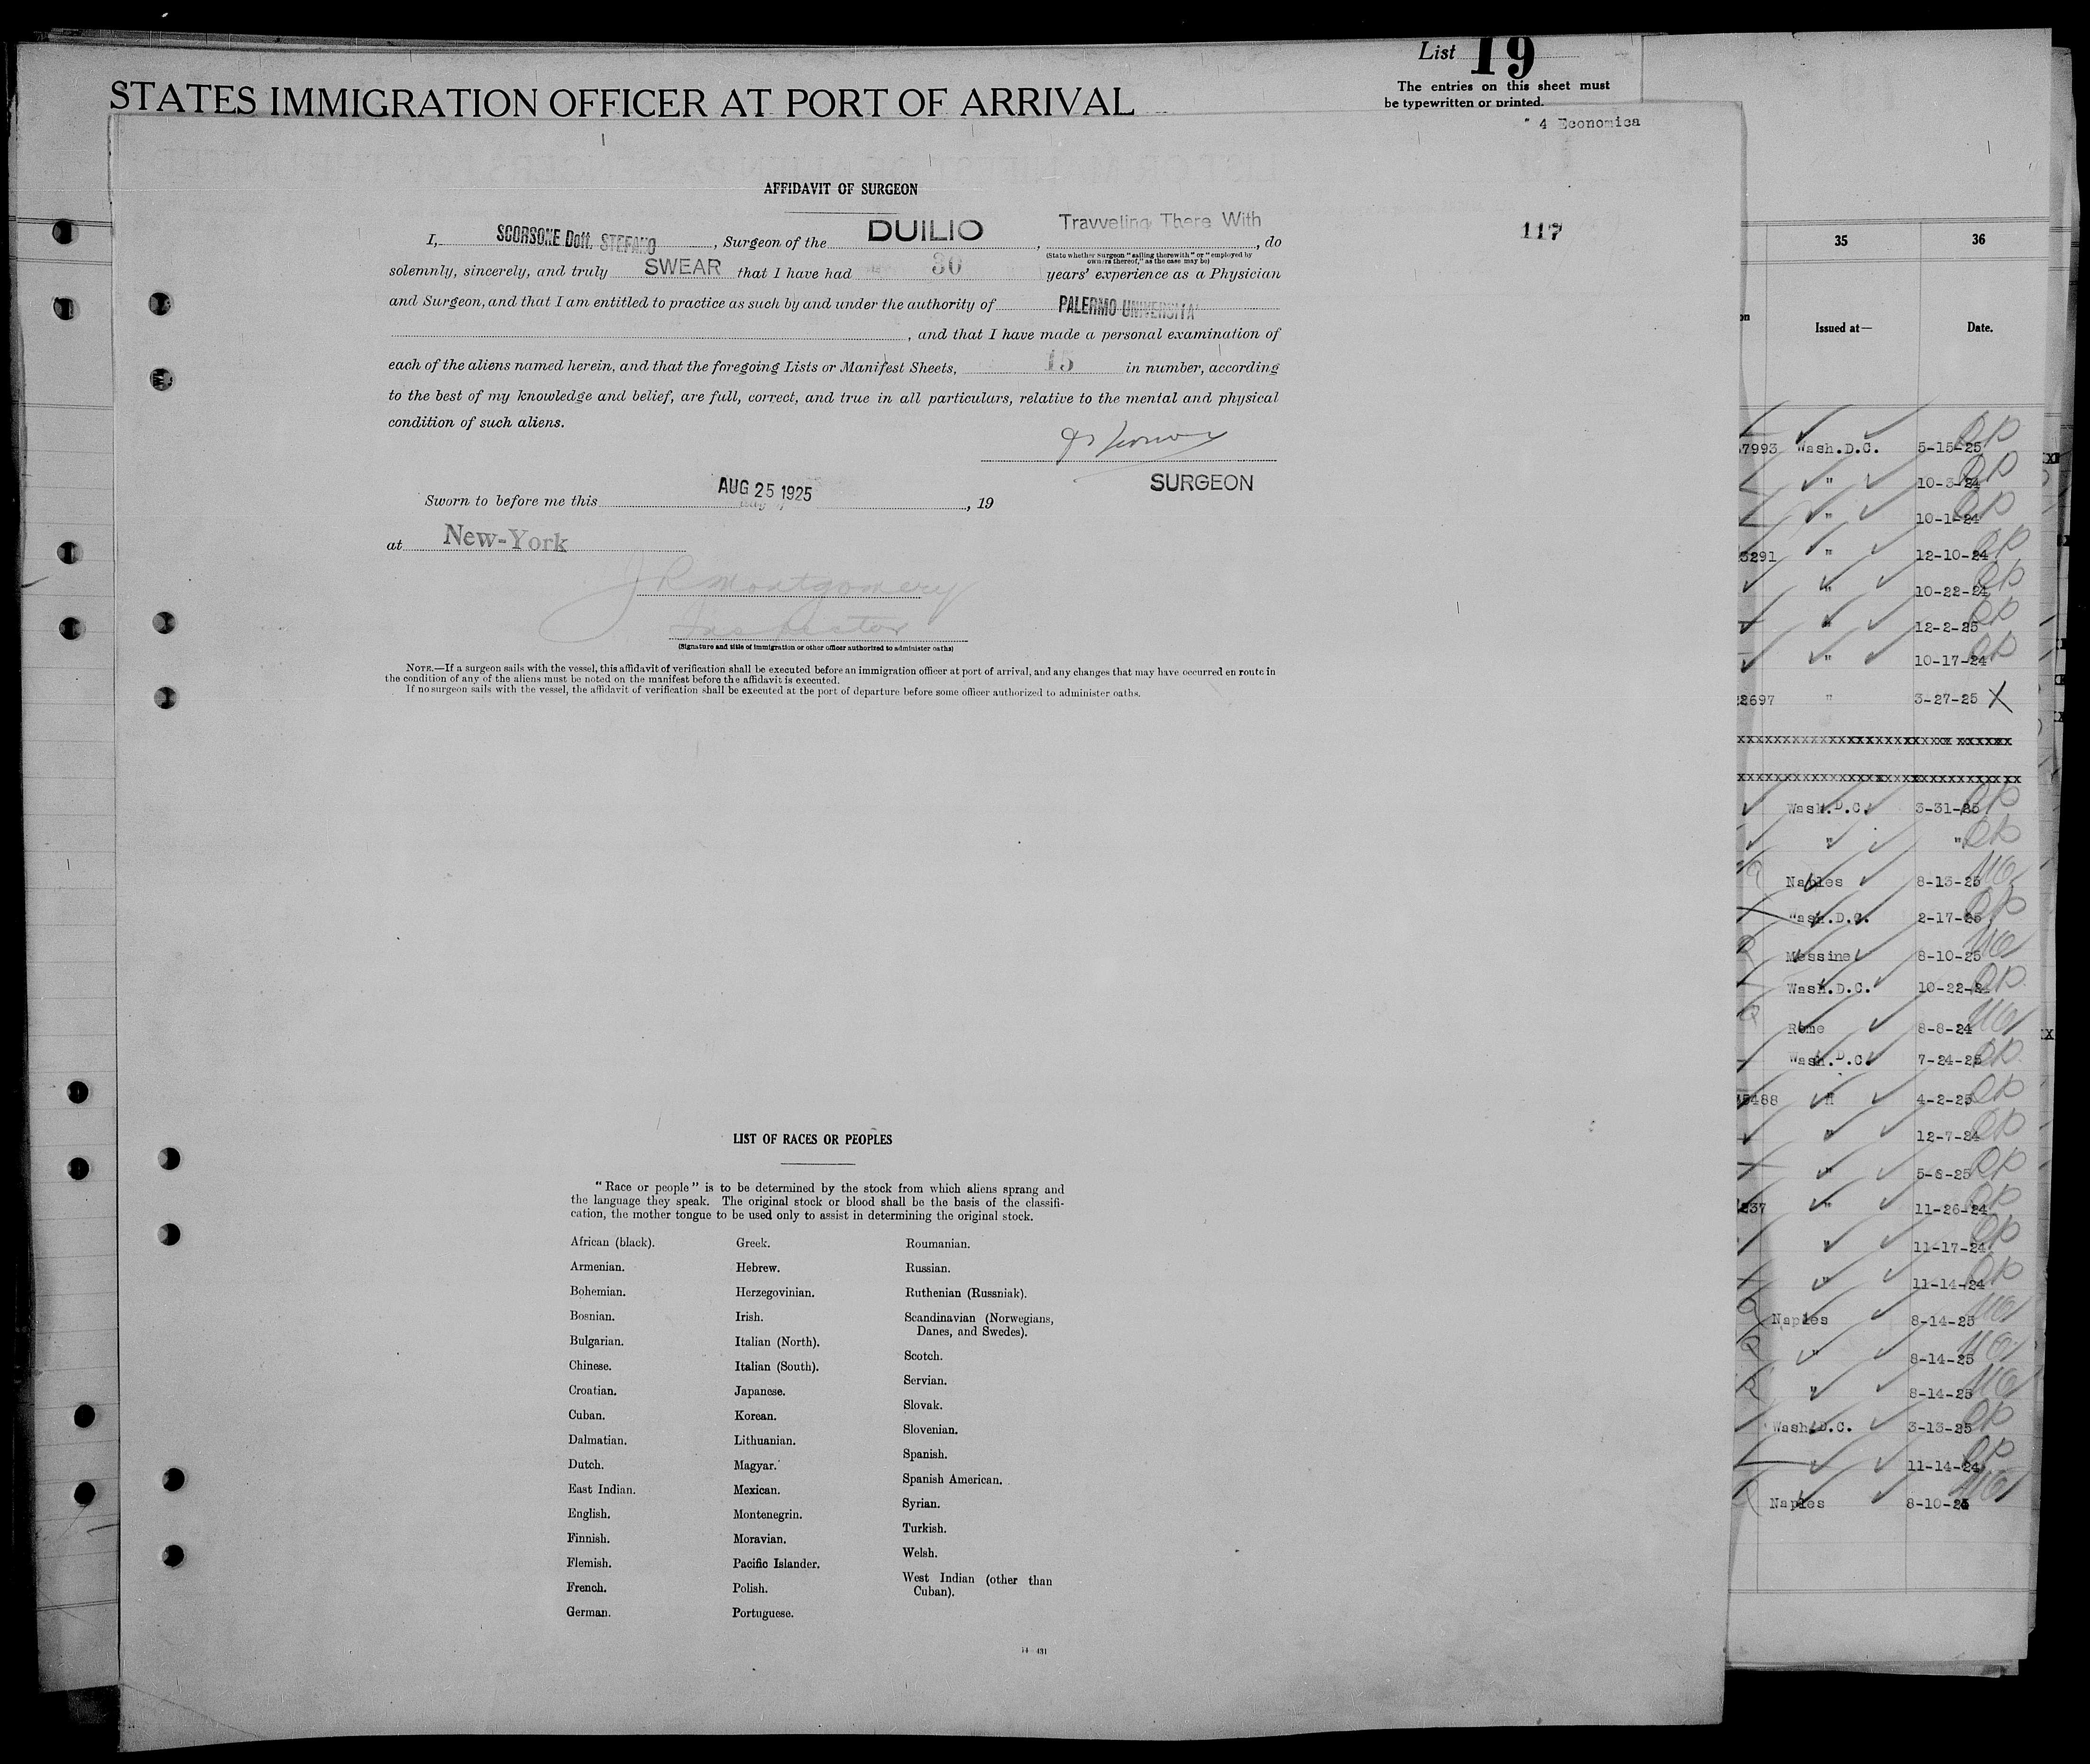 List 19
The entries on this sheet must
be typewritten or printed.
STATES IMMIGRATION OFFICER AT PORT OF ARRIVAL
" 4 Economica
AFFIDAVIT OF SURGEON
I, SCORSONE Dott. STEFANO, Surgeon of the DUILIO, Travveling There With, do
(State whether Surgeon "sailing therewith" or "employed by
owners thereof," as the case may be)
117
solemnly, sincerely, and truly SWEAR that I have had 30 years' experience as a Physician
and Surgeon, and that I am entitled to practice as such by and under the authority of PALERMO UNIVERSITA'
, and that I have made a personal examination of
each of the aliens named herein, and that the foregoing Lists or Manifest Sheets, 15 in number, according
to the best of my knowledge and belief, are full, correct, and true in all particulars, relative to the mental and physical
condition of such aliens.
SURGEON
Sworn to before me this AUG 25 1925, 19
at New-York
J R Montgomery
Inspector
(Signature and title of immigration or other officer authorized to administer oaths)
NOTE.—If a surgeon sails with the vessel, this affidavit of verification shall be executed before an immigration officer at port of arrival, and any changes that may have occurred en route in
the condition of any of the aliens must be noted on the manifest before the affidavit is executed.
If no surgeon sails with the vessel, the affidavit of verification shall be executed at the port of departure before some officer authorized to administer oaths.
LIST OF RACES OR PEOPLES
"Race or people" is to be determined by the stock from which aliens sprang and
the language they speak. The original stock or blood shall be the basis of the classifi-
cation, the mother tongue to be used only to assist in determining the original stock.
African (black).
Armenian.
Bohemian.
Bosnian.
Bulgarian.
Chinese.
Croatian.
Cuban.
Dalmatian.
Dutch.
East Indian.
English.
Finnish.
Flemish.
French.
German.
Greek.
Hebrew.
Herzegovinian.
Irish.
Italian (North).
Italian (South).
Japanese.
Korean.
Lithuanian.
Magyar.
Mexican.
Montenegrin.
Moravian.
Pacific Islander.
Polish.
Portuguese.
Roumanian.
Russian.
Ruthenian (Russniak).
Scandinavian (Norwegians,
Danes, and Swedes).
Scotch.
Servian.
Slovak.
Slovenian.
Spanish.
Spanish American.
Syrian.
Turkish.
Welsh.
West Indian (other than
Cuban).
14—431
35 36
Issued at— Date.
7993 Wash.D.C. 5-15-25
" 10-3-24
" 10-1-24
3291 " 12-10-24
" 10-22-24
" 12-2-25
" 10-17-24
2697 " 3-27-25 X
xxxxxxxxxxxxxxxxxxxxxxxxxx xxxxxx
xxxxxxxxxxxxxxxxxxxxxxxxxxxxxx xx
Wash.D.C. 3-31-25
" "
Naples 8-13-25
Wash.D.C. 2-17-25
Messine 8-10-25
Wash.D.C. 10-22-24
Rome 8-8-24
Wash.D.C. 7-24-25
5488 " 4-2-25
" 12-7-24
" 5-6-25
237 " 11-26-24
" 11-17-24
" 11-14-24
Naples 8-14-25
" 8-14-25
" 8-14-25
Wash.D.C. 3-13-25
11-14-24
Naples 8-10-25